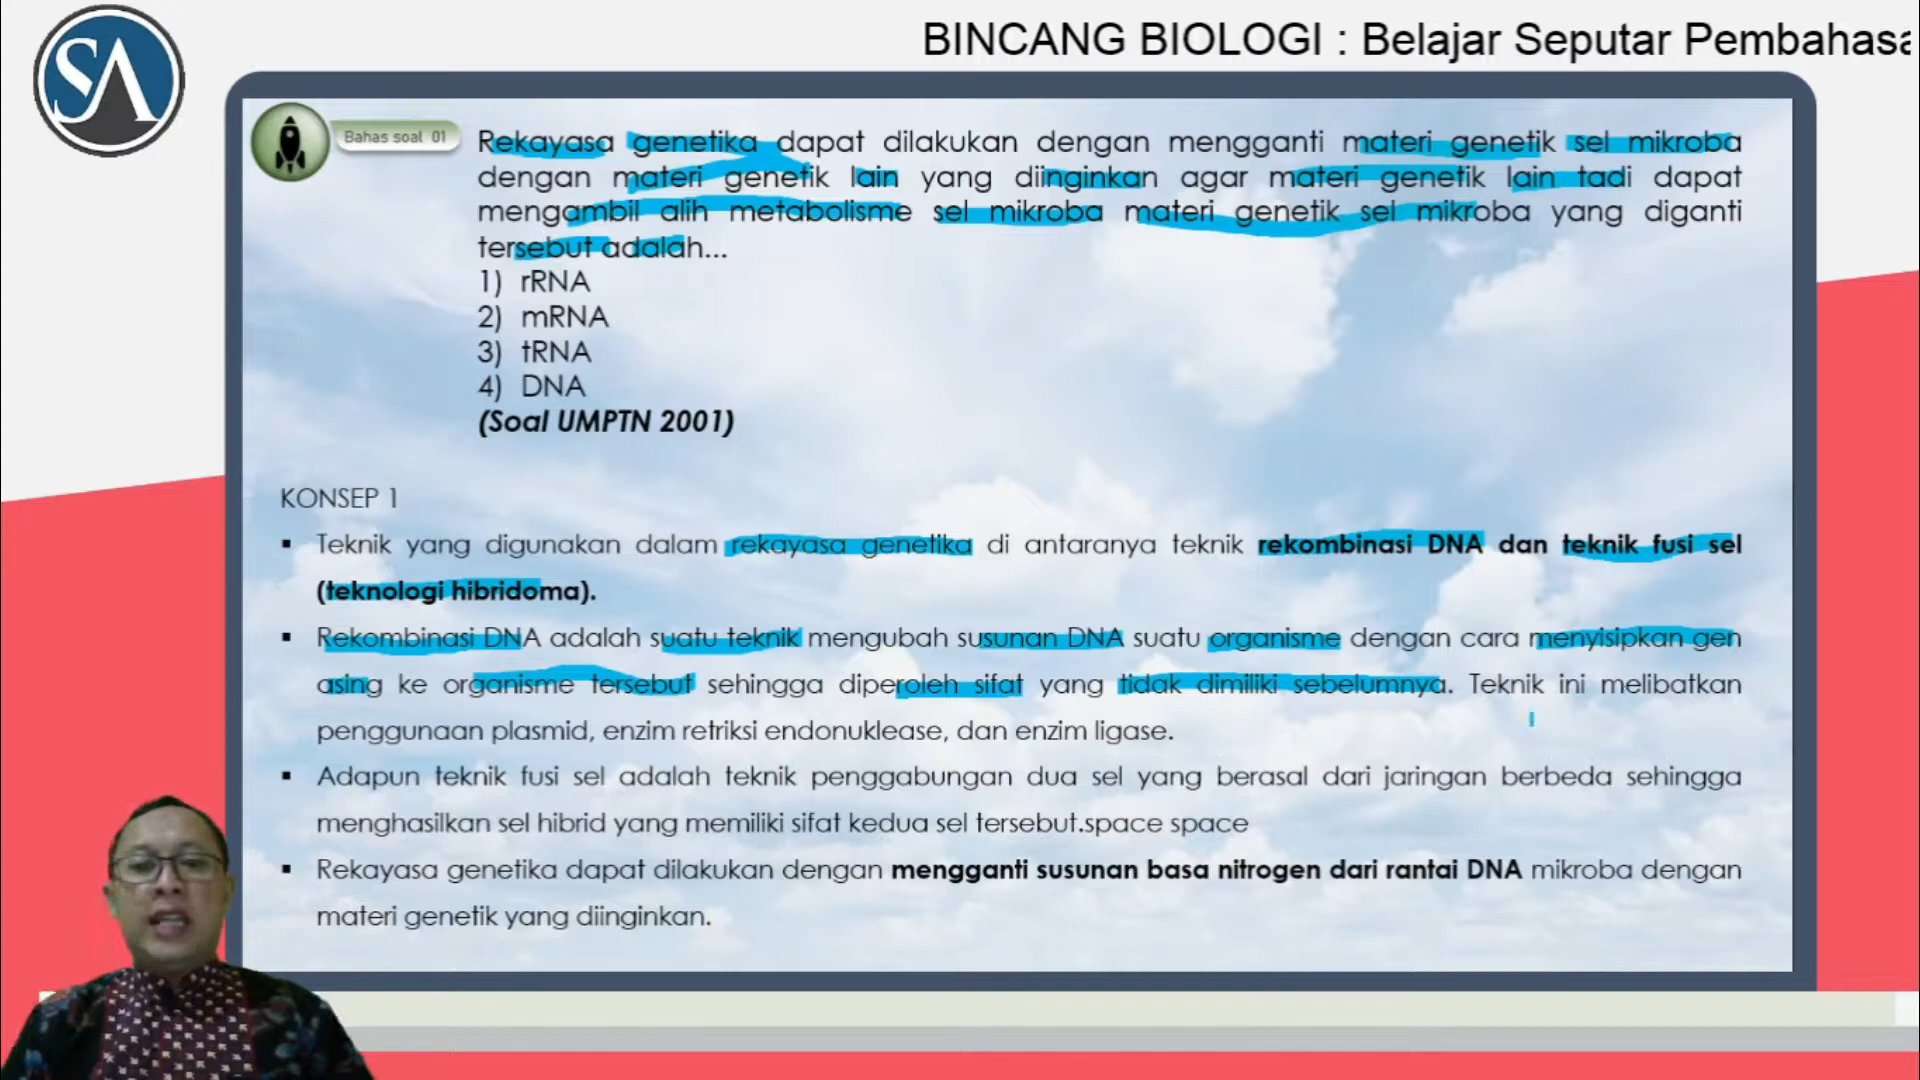 SA
BINCANG BIOLOGI : Belajar Seputar Pembahasa
Bahas soal 01
Rekayasa genetika dapat dilakukan dengan mengganti materi genetik sel mikroba
dengan materi genetik lain yang diinginkan agar materi genetik lain tadi dapat
mengambil alih metabolisme sel mikroba materi genetik sel mikroba yang diganti
tersebut adalah...
1) rRNA
2) mRNA
3) tRNA
4) DNA
(Soal UMPTN 2001)
KONSEP 1
▪ Teknik yang digunakan dalam rekayasa genetika di antaranya teknik rekombinasi DNA dan teknik fusi sel
(teknologi hibridoma).
▪ Rekombinasi DNA adalah suatu teknik mengubah susunan DNA suatu organisme dengan cara menyisipkan gen
asing ke organisme tersebut sehingga diperoleh sifat yang tidak dimiliki sebelumnya. Teknik ini melibatkan
penggunaan plasmid, enzim retriksi endonuklease, dan enzim ligase.
▪ Adapun teknik fusi sel adalah teknik penggabungan dua sel yang berasal dari jaringan berbeda sehingga
menghasilkan sel hibrid yang memiliki sifat kedua sel tersebut.space space
▪ Rekayasa genetika dapat dilakukan dengan mengganti susunan basa nitrogen dari rantai DNA mikroba dengan
materi genetik yang diinginkan.